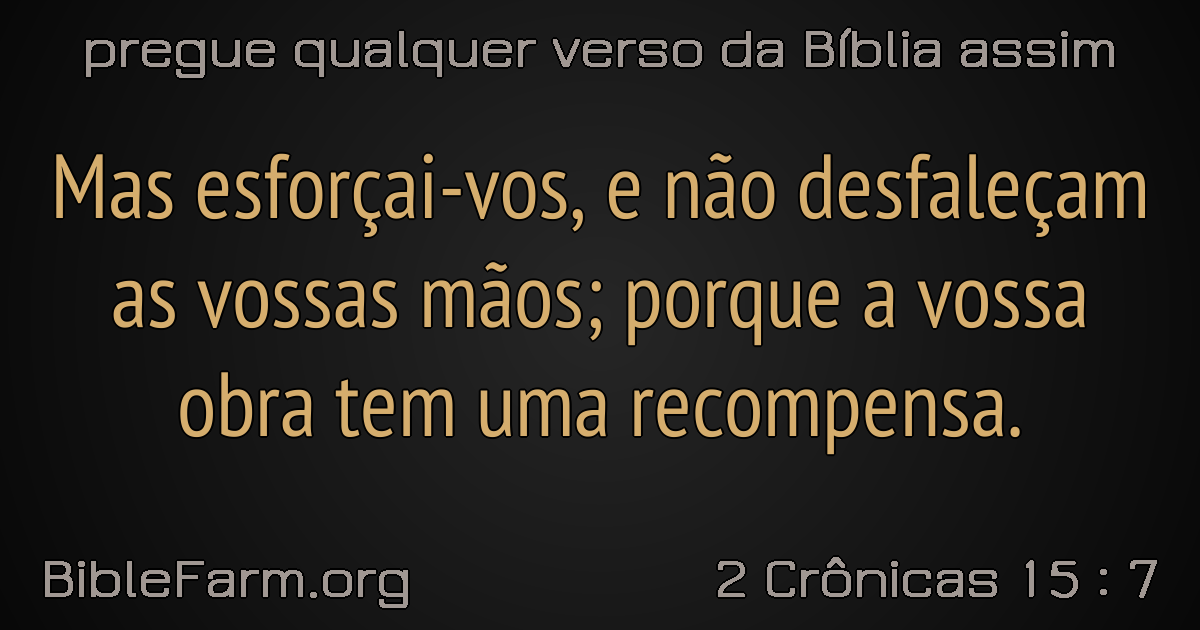 pregue qualquer verso da Bíblia assim
Mas esforçai-vos, e não desfaleçam
as vossas mãos; porque a vossa
obra tem uma recompensa.
BibleFarm.org
2 Crônicas 15 : 7